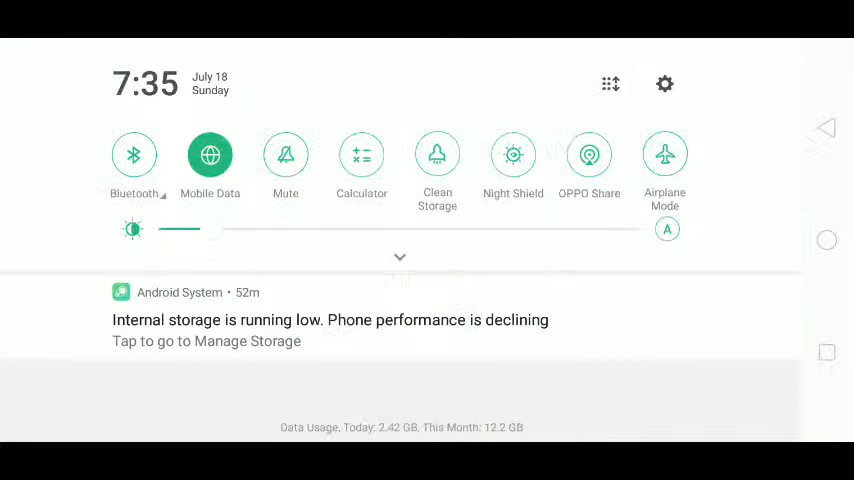 7:35
July 18
Sunday
Bluetooth
Mobile Data
Mute
Calculator
Clean
Storage
Night Shield
OPPO Share
Airplane
Mode
A
Android System • 52m
Internal storage is running low. Phone performance is declining
Tap to go to Manage Storage
Data Usage, Today: 2.42 GB, This Month: 12.2 GB